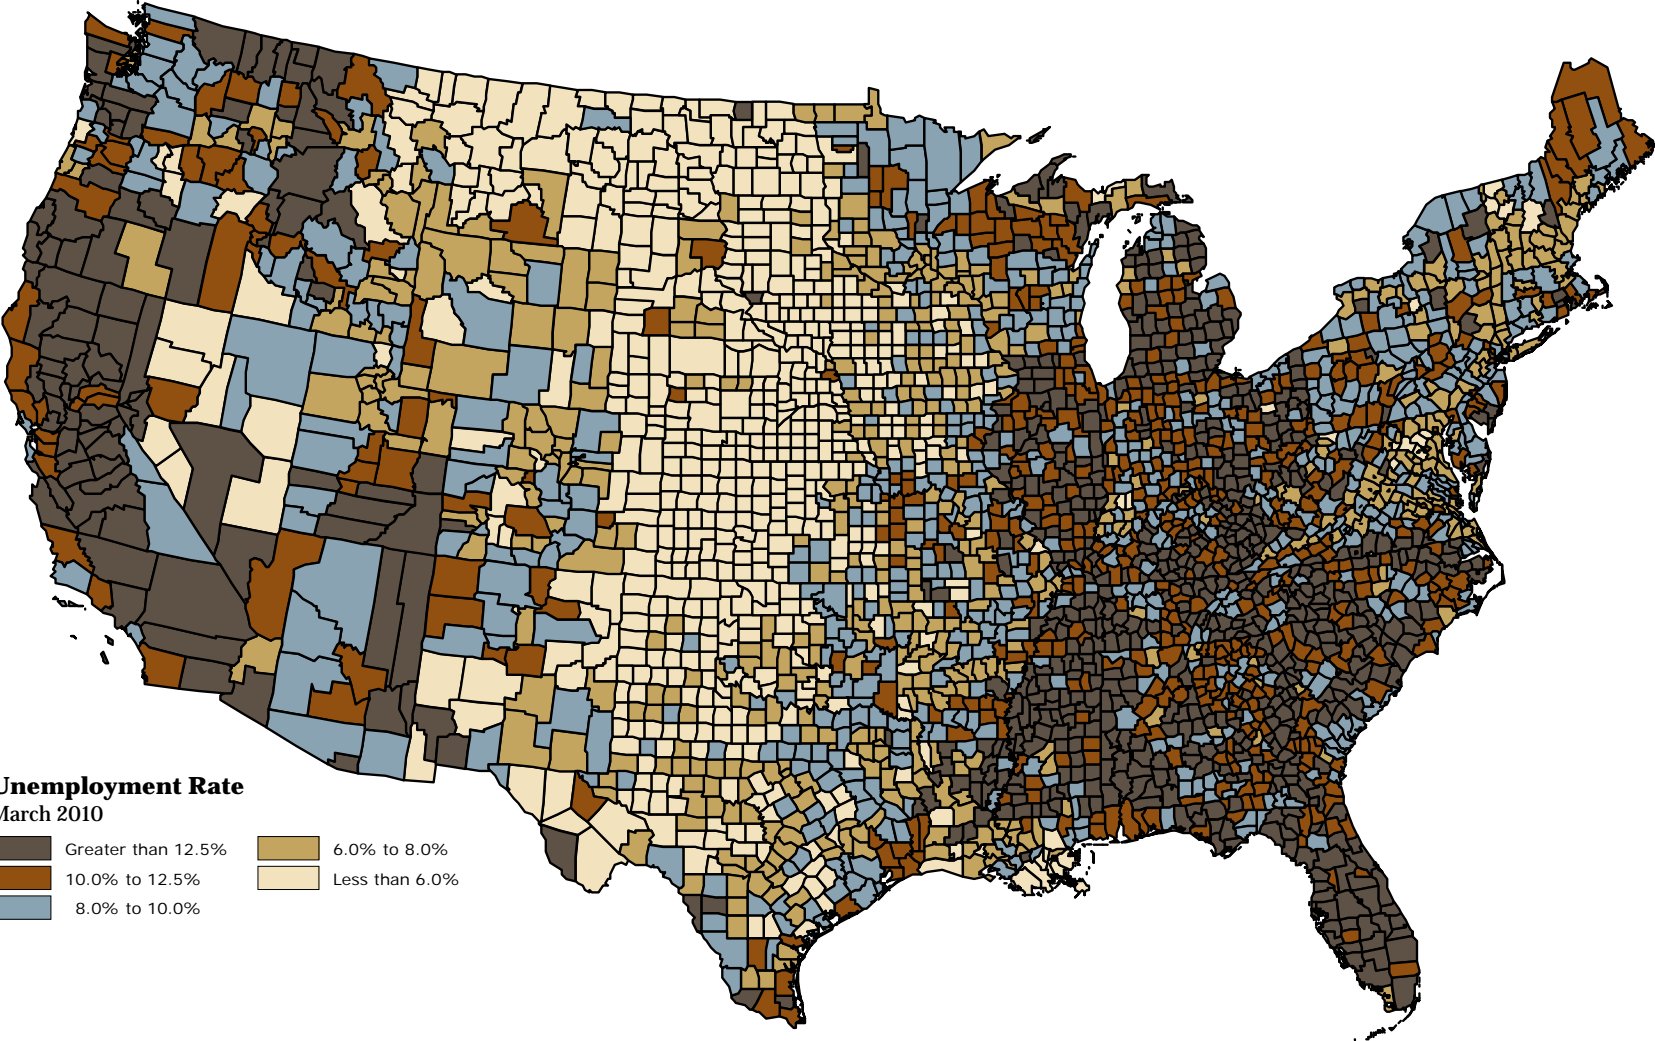 Unemployment Rate
March 2010
Greater than 12.5%
10.0% to 12.5%
8.0% to 10.0%
6.0% to 8.0%
Less than 6.0%